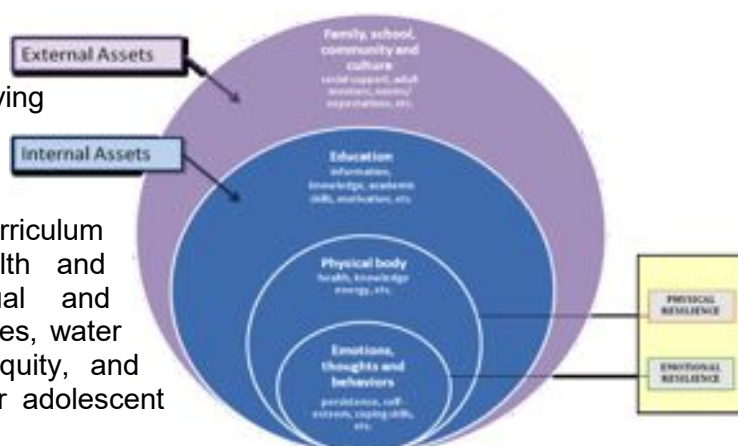 External Assets
ving
Internal Assets
rriculum
lth and
ual and
es, water
quity, and
r adolescent
Family, school,
community and
culture
social support, adult
mentors, norms/
expectations, etc.
Education
information,
knowledge, academic
skills, motivation, etc
Physical body
health, knowledge
energy, etc.
Emotions,
thoughts and
behaviors
persistence, self-
esteem, coping skills,
etc.
PHYSICAL
RESILIENCE
EMOTIONAL
RESILIENCE